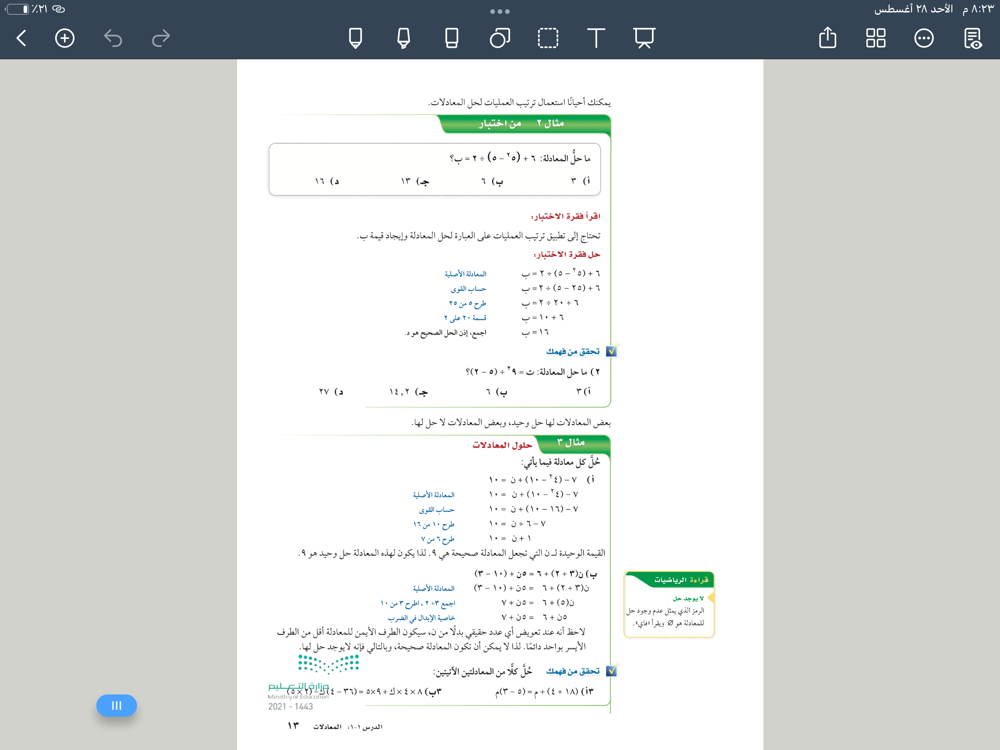 ٨:٢٣ م الأحد ٢٨ أغسطس
٪٢١
يمكنك أحيانًا استعمال ترتيب العمليات لحل المعادلات.
مثال ٢ من اختبار
ما حلُّ المعادلة: ٦ + (٥² – ٥) ÷ ٢ = ب؟
أ) ٣ ب) ٦ جـ) ١٣ د) ١٦
اقرأ فقرة الاختبار:
تحتاج إلى تطبيق ترتيب العمليات على العبارة لحل المعادلة وإيجاد قيمة ب.
حل فقرة الاختبار:
٦ + (٥² – ٥) ÷ ٢ = ب المعادلة الأصلية
٦ + (٢٥ – ٥) ÷ ٢ = ب حساب القوى
٦ + ٢٠ ÷ ٢ = ب طرح ٥ من ٢٥
٦ + ١٠ = ب قسمة ٢٠ على ٢
١٦ = ب اجمع، إذن الحل الصحيح هو د.
تحقق من فهمك
٢) ما حل المعادلة: ت = ٩² ÷ (٥ – ٢)؟
أ) ٣ ب) ٦ جـ) ١٤,٢ د) ٢٧
بعض المعادلات لها حل وحيد، وبعض المعادلات لا حل لها.
مثال ٣ حلول المعادلات
حُلَّ كل معادلة فيما يأتي:
أ) ٧ – (٤² – ١٠) + ن = ١٠
٧ – (٤² – ١٠) + ن = ١٠ المعادلة الأصلية
٧ – (١٦ – ١٠) + ن = ١٠ حساب القوى
٧ – ٦ + ن = ١٠ طرح ١٠ من ١٦
١ + ن = ١٠ طرح ٦ من ٧
القيمة الوحيدة لـ ن التي تجعل المعادلة صحيحة هي ٩. لذا يكون لهذه المعادلة حل وحيد هو ٩.
ب) ن(٣ + ٢) + ٦ = ٥ن + (١٠ – ٣)
ن(٣ + ٢) + ٦ = ٥ن + (١٠ – ٣) المعادلة الأصلية
ن(٥) + ٦ = ٥ن + ٧ اجمع ٣+ ٢ ، اطرح ٣ من ١٠
٥ن + ٦ = ٥ن + ٧ خاصية الإبدال في الضرب
لاحظ أنه عند تعويض أي عدد حقيقي بدلًا من ن، سيكون الطرف الأيمن للمعادلة أقل من الطرف
الأيسر بواحد دائمًا. لذا لا يمكن أن تكون المعادلة صحيحة، وبالتالي فإنه لايوجد حل لها.
قراءة الرياضيات
لا يوجد حل
الرمز الذي يمثل عدم وجود حل
للمعادلة هو Ø ويقرأ «فاي».
تحقق من فهمك حُلَّ كلًّا من المعادلتين الآتيتين:
٣أ) (١٨ + ٤) + م = (٥ – ٣)م ٣ب) ٨ × ٤ × ك + ٩×٥ = (٣٦ – ٤) ك – (٢ × ٥)
وزارة التعـــليم
Ministry of Education
2021 - 1443
الدرس ١-١: المعادلات ١٣